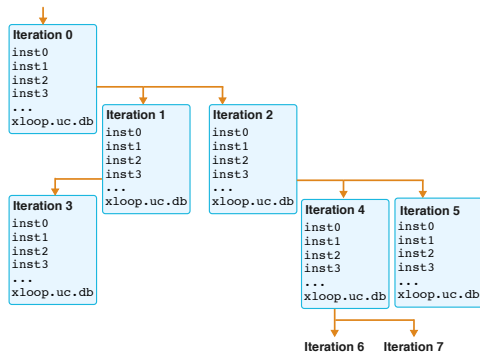 Iteration 0
inst0
inst1
inst2
inst3
...
xloop.uc.db
Iteration 1
inst0
inst1
inst2
inst3
...
xloop.uc.db
Iteration 2
inst0
inst1
inst2
inst3
...
xloop.uc.db
Iteration 3
inst0
inst1
inst2
inst3
...
xloop.uc.db
Iteration 4
inst0
inst1
inst2
inst3
...
xloop.uc.db
Iteration 5
inst0
inst1
inst2
inst3
...
xloop.uc.db
Iteration 6
Iteration 7